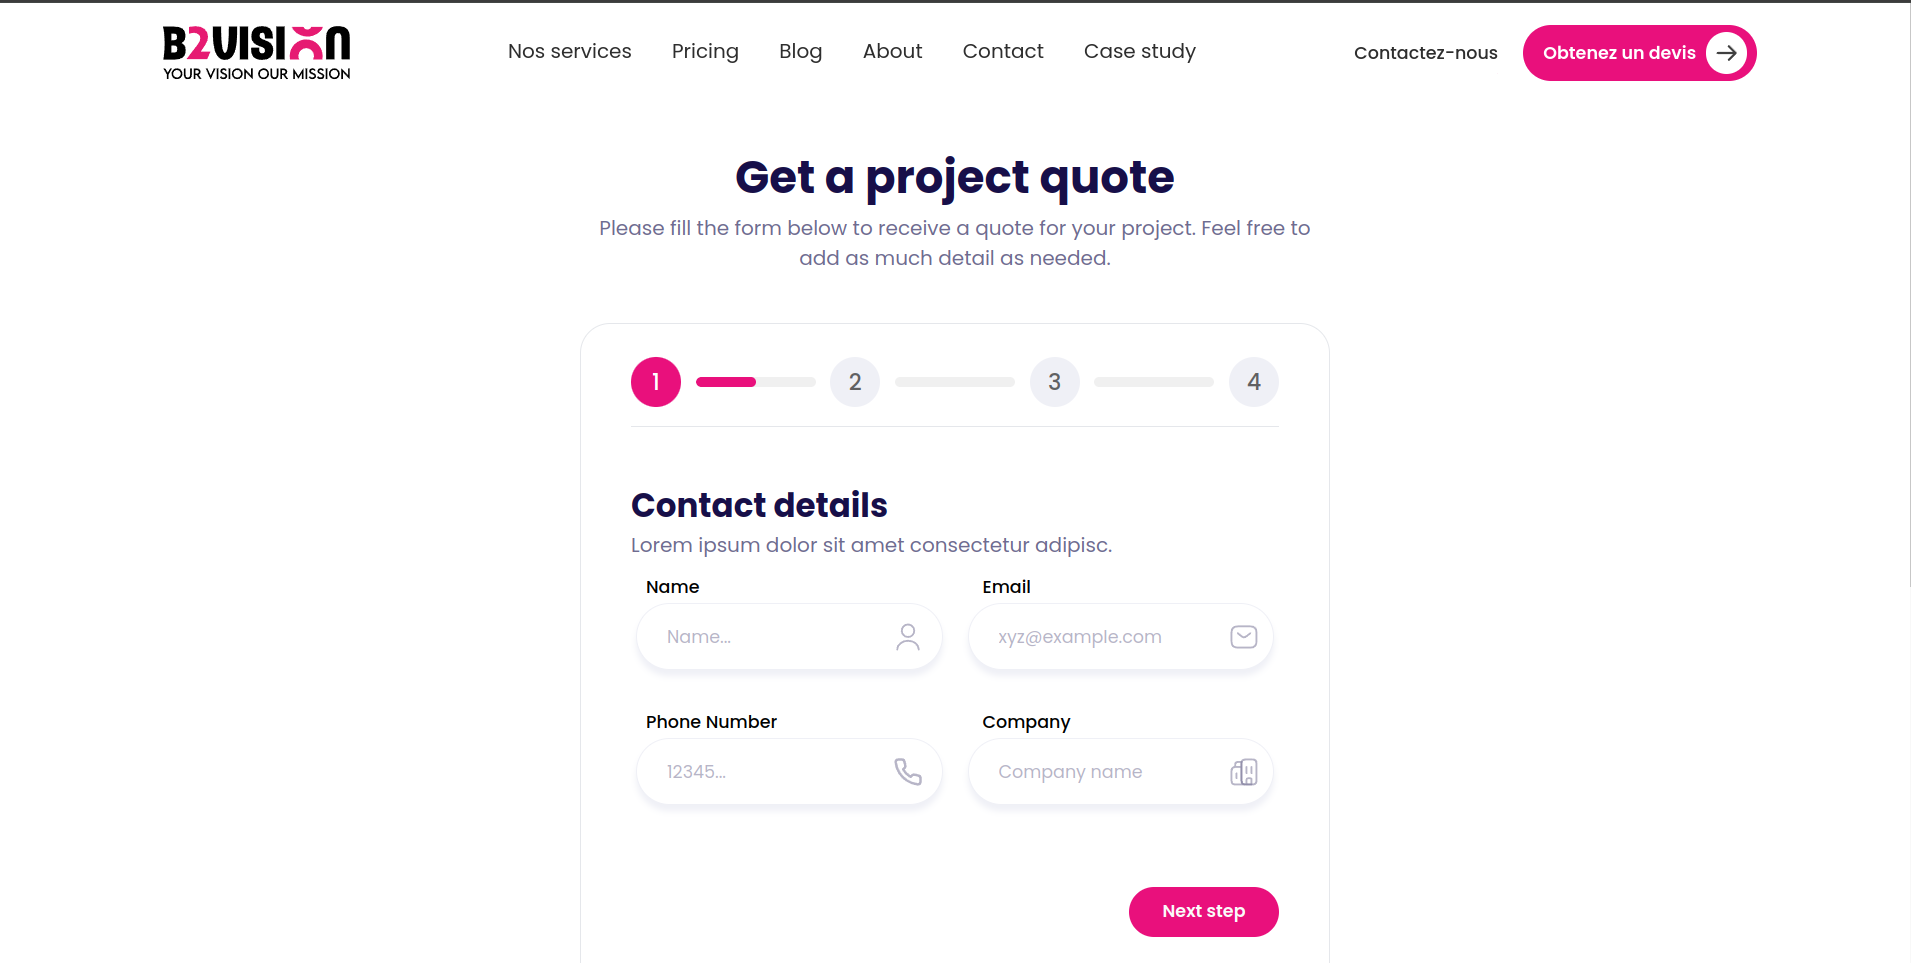 B2VISION
YOUR VISION OUR MISSION
Nos services
Pricing
Blog
About
Contact
Case study
Contactez-nous
Obtenez un devis
Get a project quote
Please fill the form below to receive a quote for your project. Feel free to
add as much detail as needed.
1
2
3
4
Contact details
Lorem ipsum dolor sit amet consectetur adipisc.
Name
Email
Name...
xyz@example.com
Phone Number
Company
12345...
Company name
Next step